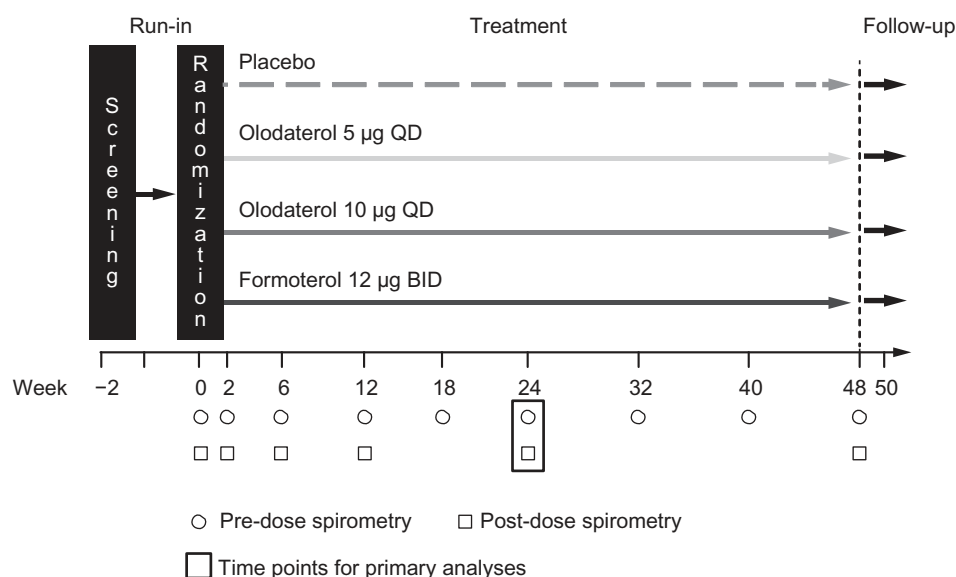 Run-in Treatment Follow-up
Screening
Randomization
Placebo
Olodaterol 5 µg QD
Olodaterol 10 µg QD
Formoterol 12 µg BID
Week −2 0 2 6 12 18 24 32 40 48 50
Pre-dose spirometry Post-dose spirometry
Time points for primary analyses